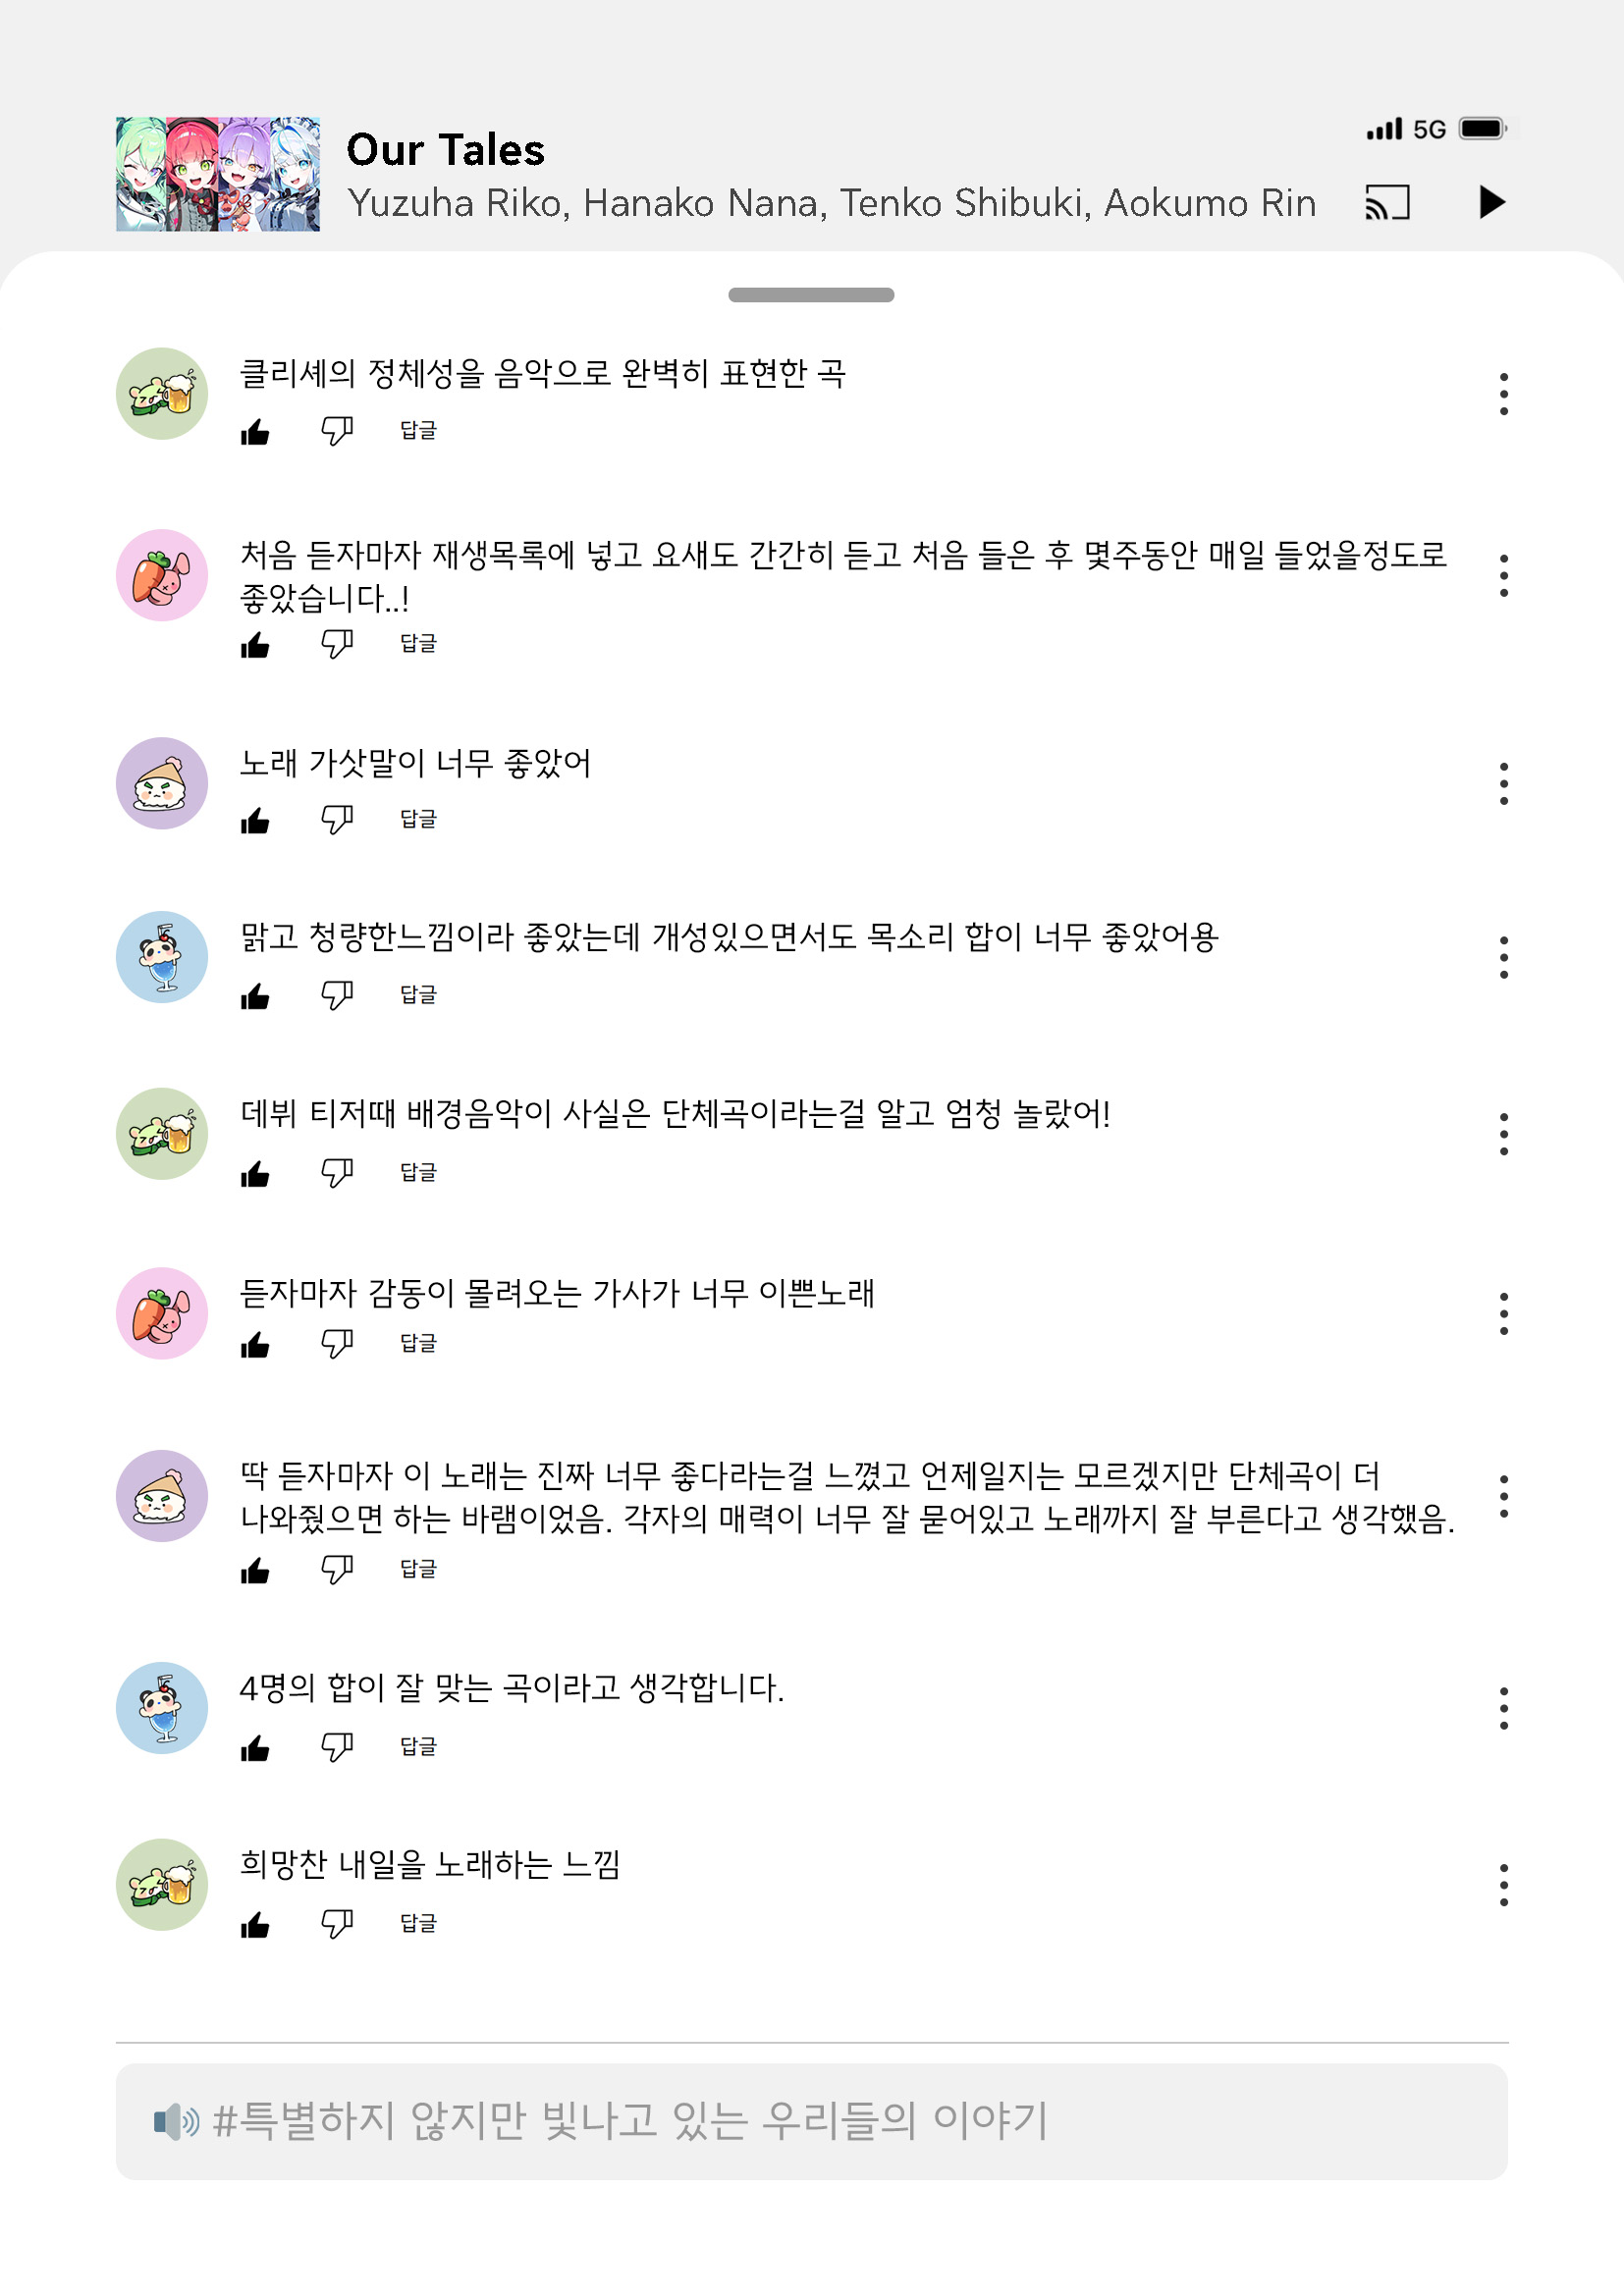 Our Tales
5G
Yuzuha Riko, Hanako Nana, Tenko Shibuki, Aokumo Rin
클리셰의 정체성을 음악으로 완벽히 표현한 곡
답글
처음 듣자마자 재생목록에 넣고 요새도 간간히 듣고 처음 들은 후 몇주동안 매일 들었을정도로
좋았습니다..!
답글
노래 가삿말이 너무 좋았어
답글
맑고 청량한느낌이라 좋았는데 개성있으면서도 목소리 합이 너무 좋았어용
답글
데뷔 티저때 배경음악이 사실은 단체곡이라는걸 알고 엄청 놀랐어!
답글
듣자마자 감동이 몰려오는 가사가 너무 이쁜노래
답글
딱 듣자마자 이 노래는 진짜 너무 좋다라는걸 느꼈고 언제일지는 모르겠지만 단체곡이 더
나와줬으면 하는 바램이었음. 각자의 매력이 너무 잘 묻어있고 노래까지 잘 부른다고 생각했음.
답글
4명의 합이 잘 맞는 곡이라고 생각합니다.
답글
희망찬 내일을 노래하는 느낌
답글
#특별하지 않지만 빛나고 있는 우리들의 이야기